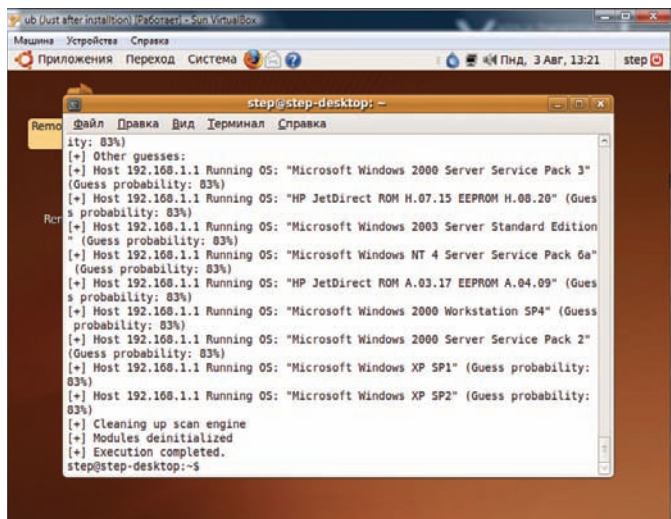 ub (Just after installtion) [Работает] - Sun VirtualBox
Машина Устройства Справка
Приложения Переход Система Пнд, 3 Авг, 13:21 step
step@step-desktop: ~
Remo
Файл Правка Вид Терминал Справка
ity: 83%)
[+] Other guesses:
[+] Host 192.168.1.1 Running OS: "Microsoft Windows 2000 Server Service Pack 3"
(Guess probability: 83%)
[+] Host 192.168.1.1 Running OS: "HP JetDirect ROM H.07.15 EEPROM H.08.20" (Gues
s probability: 83%)
Rer
[+] Host 192.168.1.1 Running OS: "Microsoft Windows 2003 Server Standard Edition
" (Guess probability: 83%)
[+] Host 192.168.1.1 Running OS: "Microsoft Windows NT 4 Server Service Pack 6a"
(Guess probability: 83%)
[+] Host 192.168.1.1 Running OS: "HP JetDirect ROM A.03.17 EEPROM A.04.09" (Gues
s probability: 83%)
[+] Host 192.168.1.1 Running OS: "Microsoft Windows 2000 Workstation SP4" (Guess
probability: 83%)
[+] Host 192.168.1.1 Running OS: "Microsoft Windows 2000 Server Service Pack 2"
(Guess probability: 83%)
[+] Host 192.168.1.1 Running OS: "Microsoft Windows XP SP1" (Guess probability:
83%)
[+] Host 192.168.1.1 Running OS: "Microsoft Windows XP SP2" (Guess probability:
83%)
[+] Cleaning up scan engine
[+] Modules deinitialized
[+] Execution completed.
step@step-desktop:~$